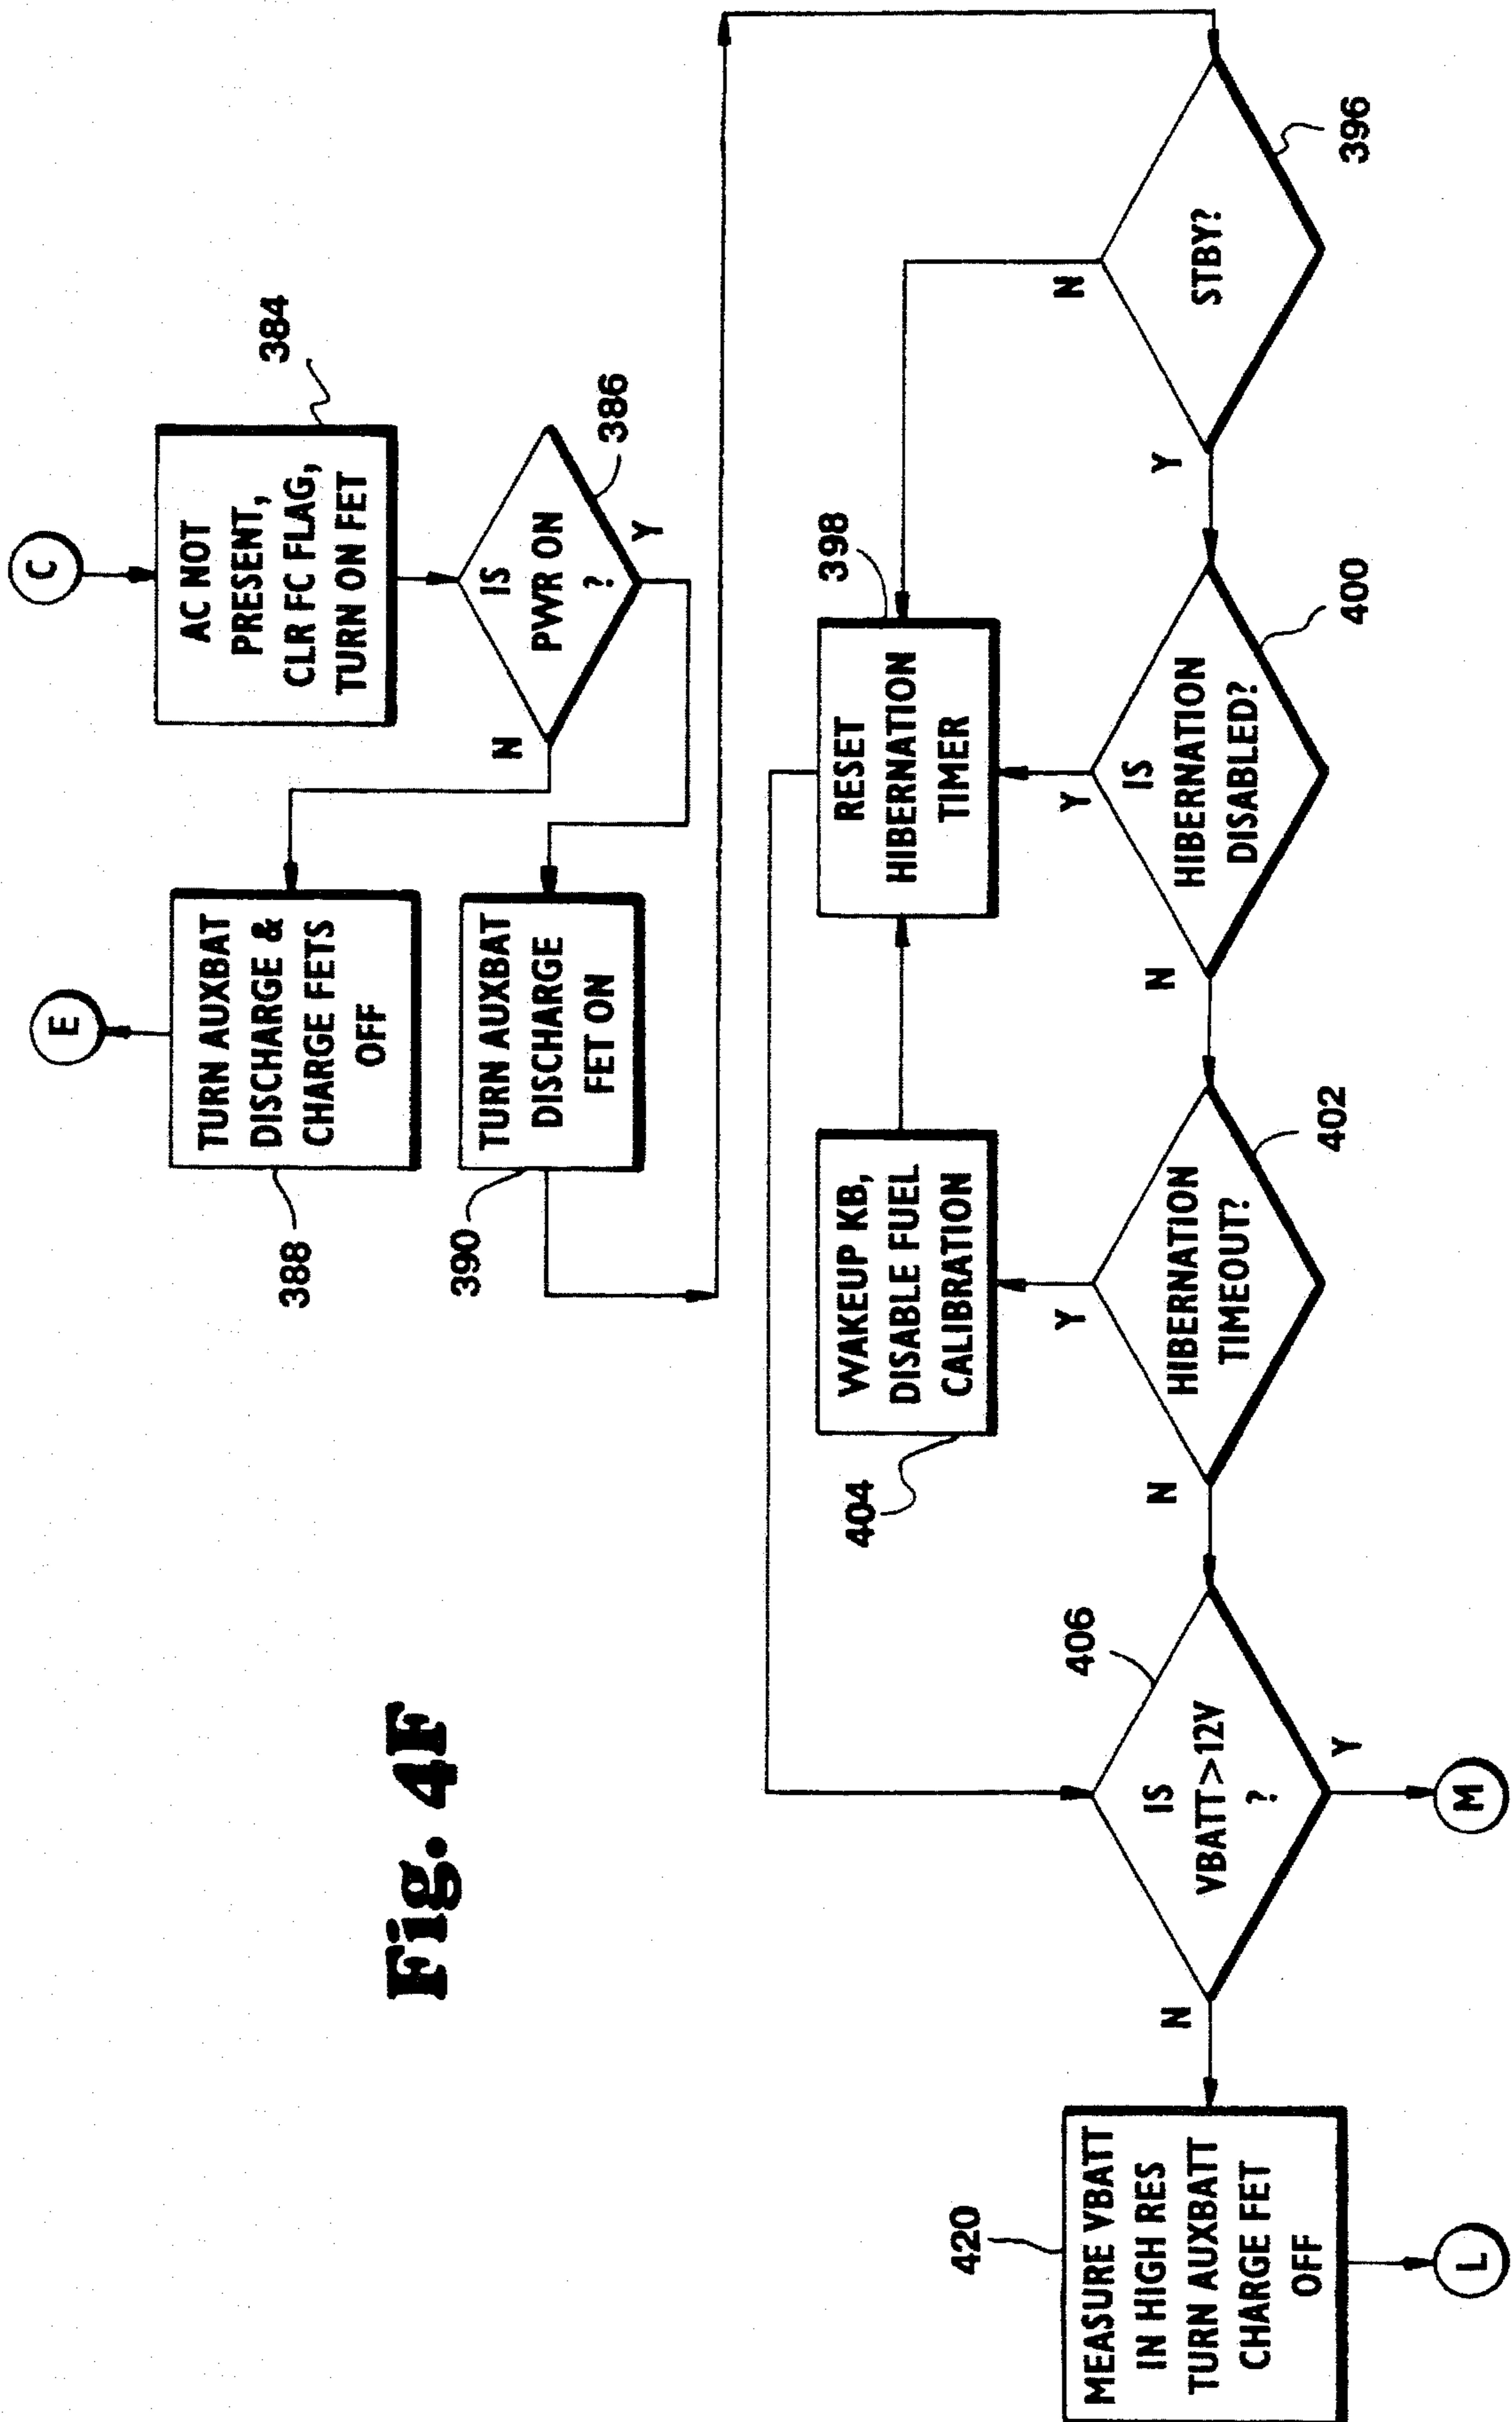 C
AC NOT
PRESENT,
CLR FC FLAG,
TURN ON FET
384
IS
PWR ON
?
386
N
Y
E
TURN AUXBAT
DISCHARGE &
CHARGE FETS
OFF
388
TURN AUXBAT
DISCHARGE
FET ON
390
STBY?
396
N
Y
RESET
HIBERNATION
TIMER
398
IS
HIBERNATION
DISABLED?
400
Y
N
HIBERNATION
TIMEOUT?
402
Y
N
WAKEUP KB,
DISABLE FUEL
CALIBRATION
404
IS
VBATT>12V
?
406
Y
N
M
MEASURE VBATT
IN HIGH RES
TURN AUXBATT
CHARGE FET
OFF
420
L
Fig. 4F